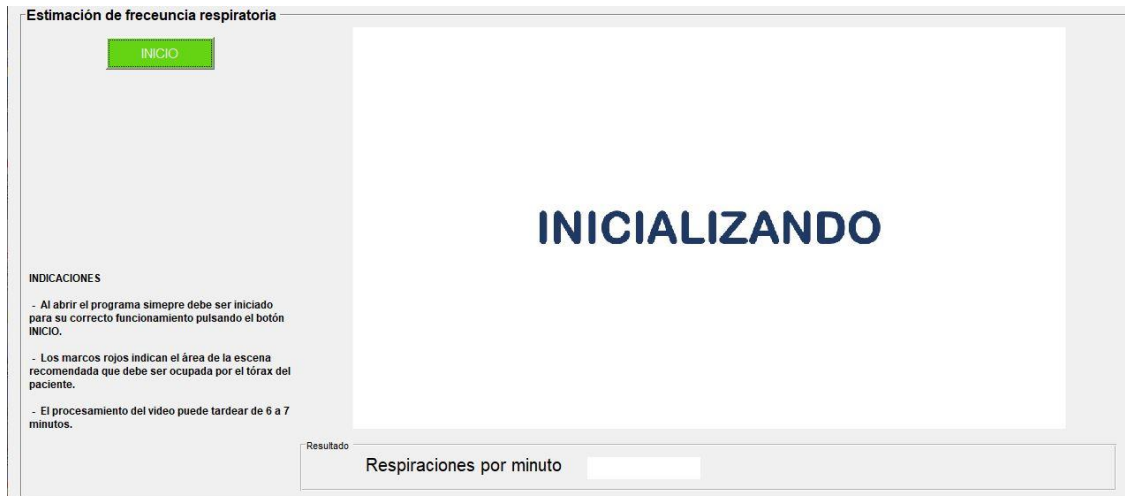 Estimación de freceuncia respiratoria
INICIO
INICIALIZANDO
INDICACIONES
- Al abrir el programa simepre debe ser iniciado
para su correcto funcionamiento pulsando el botón
INICIO.
- Los marcos rojos indican el área de la escena
recomendada que debe ser ocupada por el tórax del
paciente.
- El procesamiento del video puede tardear de 6 a 7
minutos.
Resultado
Respiraciones por minuto